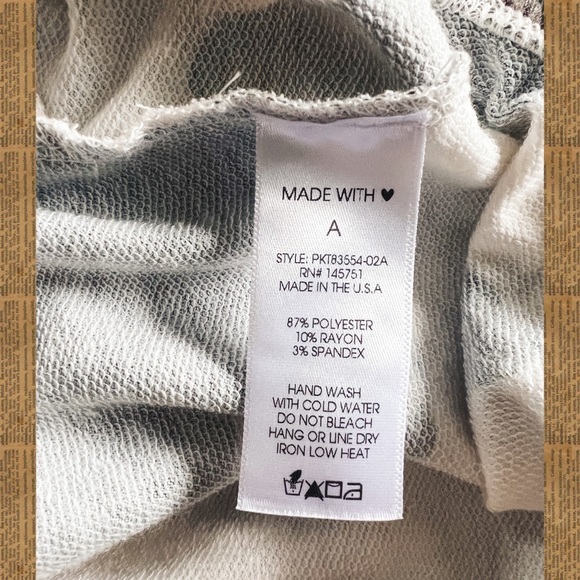 MADE WITH ♥
A
STYLE: PKT83554-02A
RN# 145751
MADE IN THE U.S.A
87% POLYESTER
10% RAYON
3% SPANDEX
HAND WASH
WITH COLD WATER
DO NOT BLEACH
HANG OR LINE DRY
IRON LOW HEAT